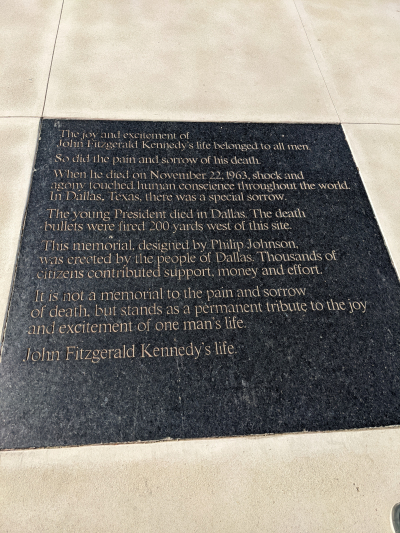 The joy and excitement of
John Fitzgerald Kennedy's life belonged to all men.
So did the pain and sorrow of his death.
When he died on November 22, 1963, shock and
agony touched human conscience throughout the world.
In Dallas, Texas, there was a special sorrow.
The young President died in Dallas. The death
bullets were fired 200 yards west of this site.
This memorial, designed by Philip Johnson,
was erected by the people of Dallas. Thousands of
citizens contributed support, money and effort.
It is not a memorial to the pain and sorrow
of death, but stands as a permanent tribute to the joy
and excitement of one man's life.
John Fitzgerald Kennedy's life.